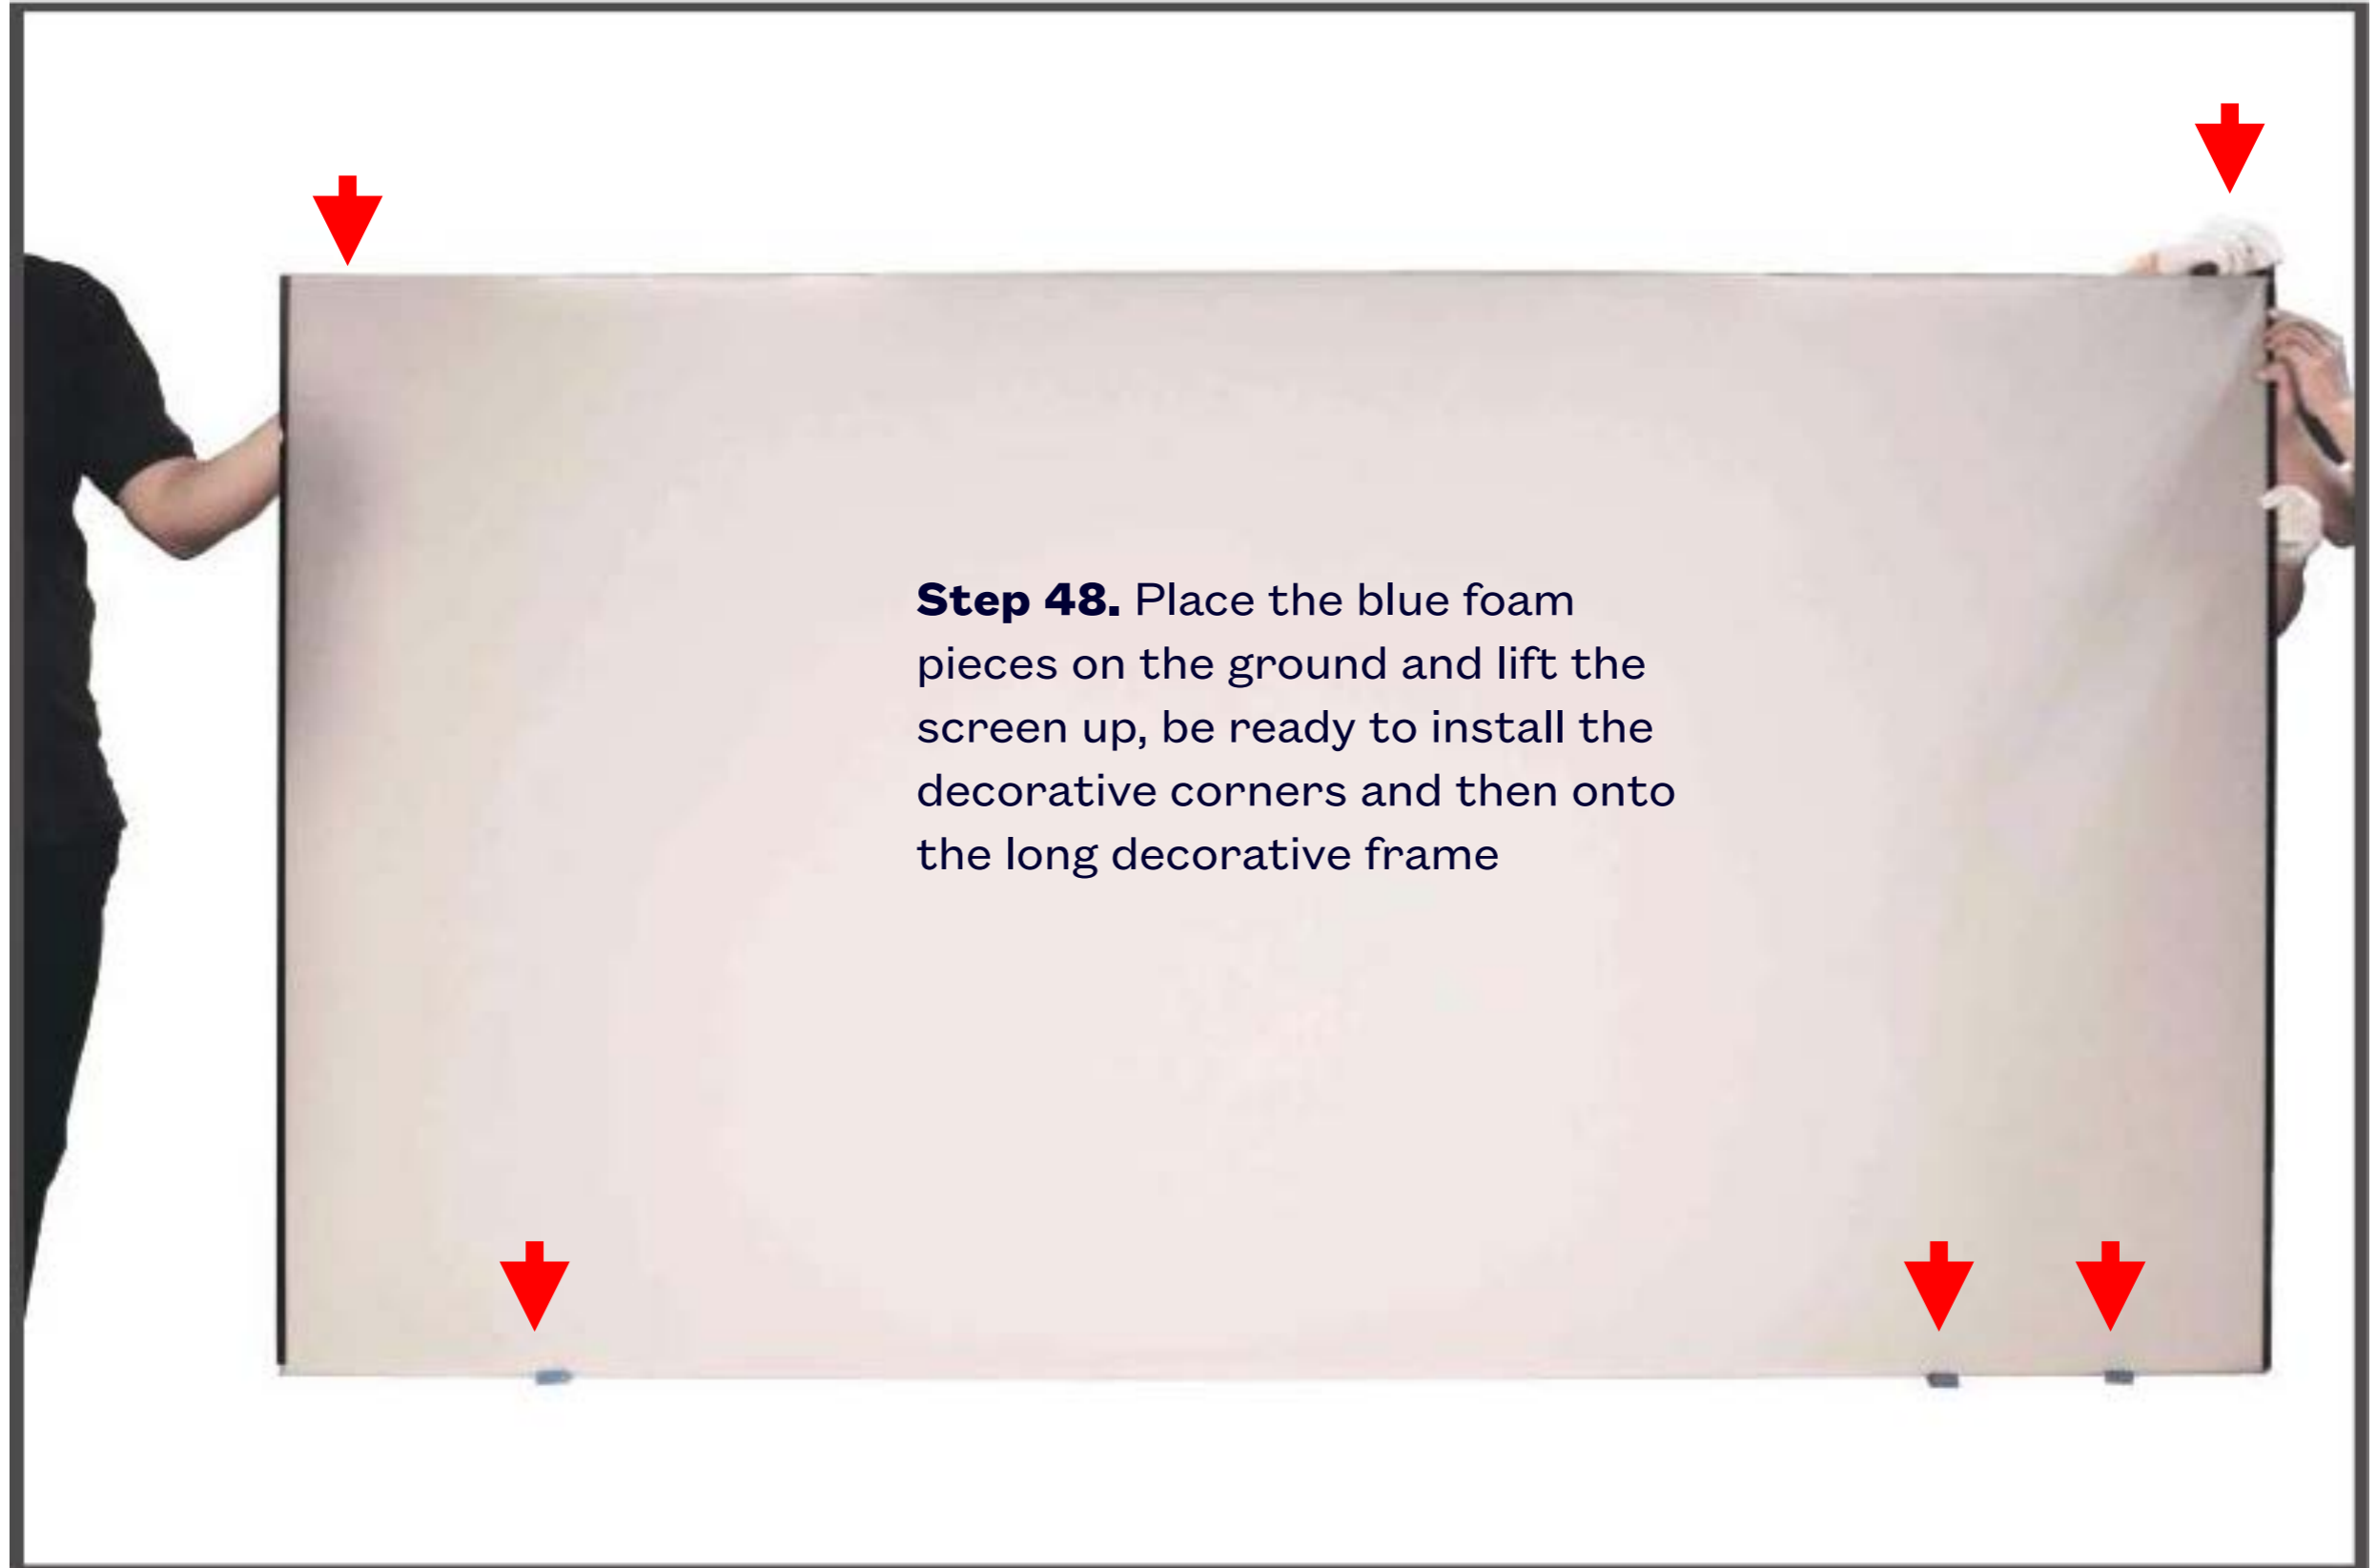 Step 48. Place the blue foam
pieces on the ground and lift the
screen up, be ready to install the
decorative corners and then onto
the long decorative frame